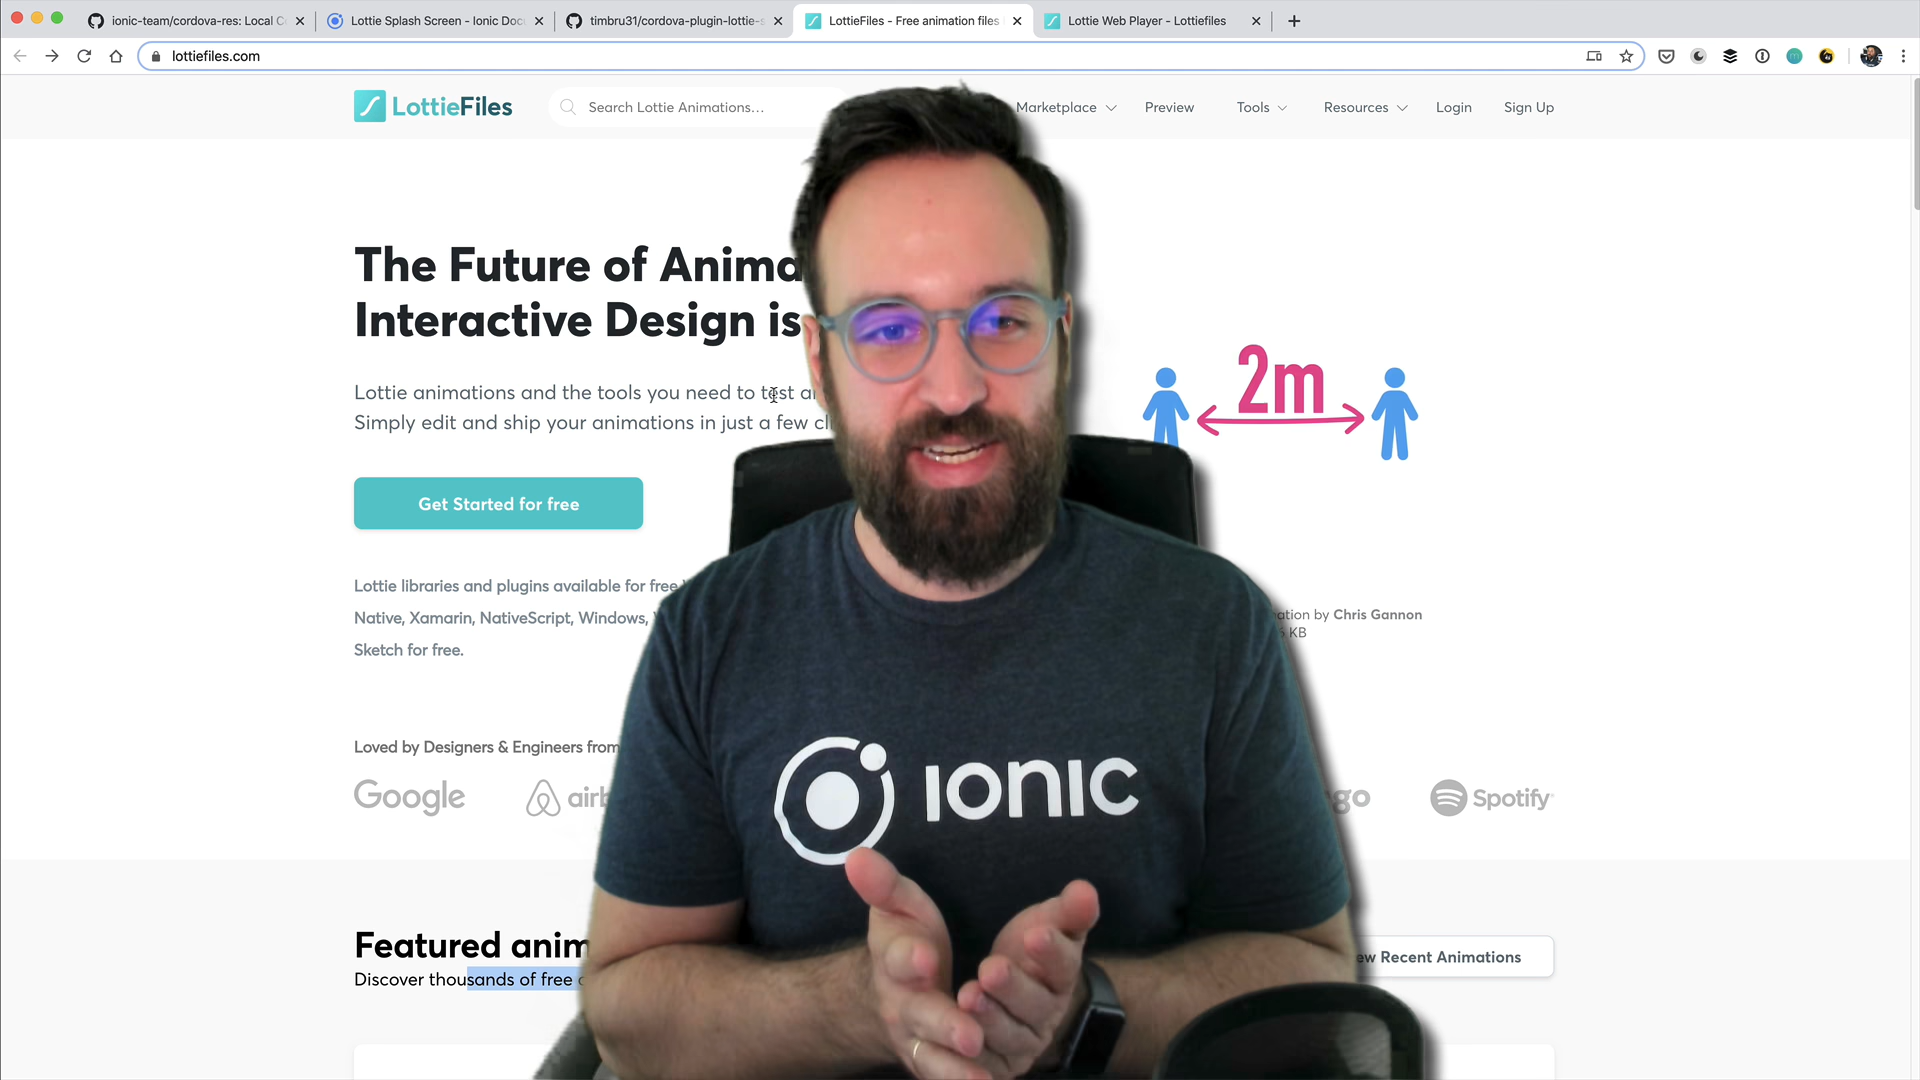 ionic-team/cordova-res: Local C
Lottie Splash Screen - Ionic Doc
timbru31/cordova-plugin-lottie-s
LottieFiles - Free animation files
Lottie Web Player - Lottiefiles
lottiefiles.com
LottieFiles
Search Lottie Animations...
Marketplace
Preview
Tools
Resources
Login
Sign Up
The Future of Anima
Interactive Design is
Lottie animations and the tools you need to test a
Simply edit and ship your animations in just a few cl
2m
Get Started for free
Lottie libraries and plugins available for free
Native, Xamarin, NativeScript, Windows,
Sketch for free.
ation by Chris Gannon
KB
Loved by Designers & Engineers from
Google
airb
go
Spotify
ionic
Featured anim
Discover thousands of free
ew Recent Animations